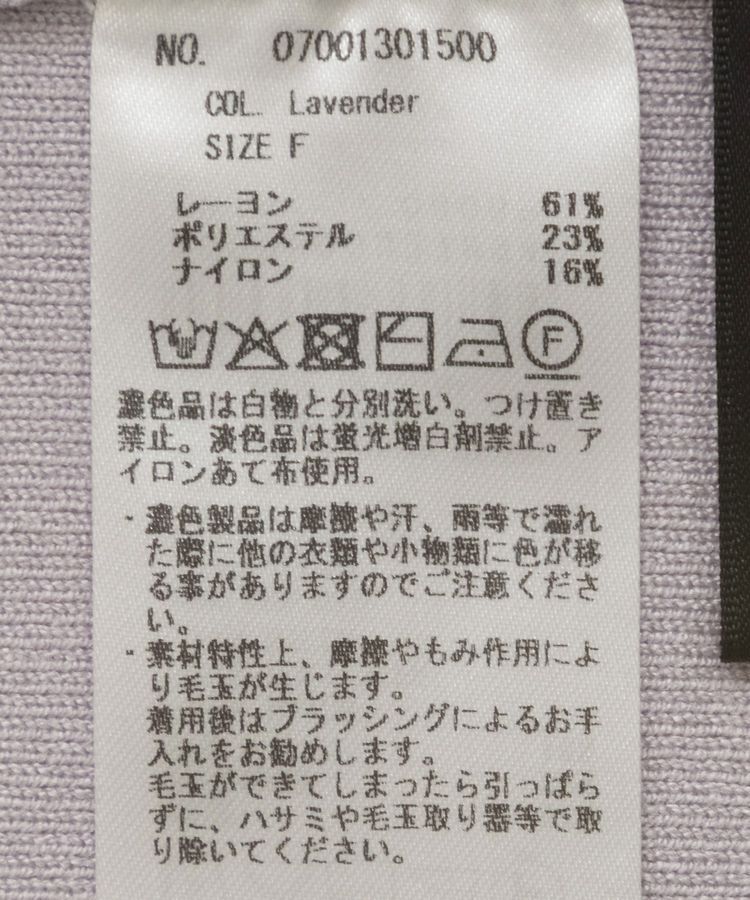 NO. 07001301500
COL. Lavender
SIZE F
レーヨン 61%
ポリエステル 23%
ナイロン 16%
F
濃色品は白物と分別洗い。つけ置き
禁止。淡色品は蛍光増白剤禁止。ア
イロンあて布使用。
・濃色製品は摩擦や汗、雨等で濡れ
た際に他の衣類や小物類に色が移
る事がありますのでご注意くださ
い。
・素材特性上、摩擦やもみ作用によ
り毛玉が生じます。
着用後はブラッシングによるお手
入れをお勧めします。
毛玉ができてしまったら引っぱら
ずに、ハサミや毛玉取り器等で取
り除いてください。